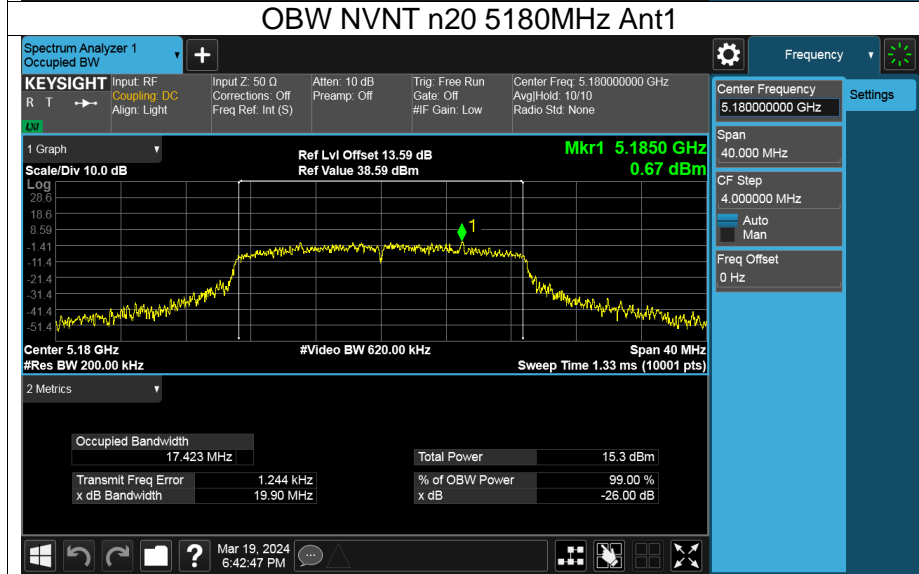 OBW NVNT n20 5180MHz Ant1
Spectrum Analyzer 1
Occupied BW
+
Frequency
KEYSIGHT
R T
LXI
Input: RF
Coupling: DC
Align: Light
Input Z: 50 Ω
Corrections: Off
Freq Ref: Int (S)
Atten: 10 dB
Preamp: Off
Trig: Free Run
Gate: Off
#IF Gain: Low
Center Freq: 5.180000000 GHz
Avg|Hold: 10/10
Radio Std: None
Center Frequency
5.18000000 GHz
Settings
Span
40.000 MHz
CF Step
4.000000 MHz
Auto
Man
Freq Offset
0 Hz
1 Graph
Scale/Div 10.0 dB
Ref Lvl Offset 13.59 dB
Ref Value 38.59 dBm
Mkr1 5.1850 GHz
0.67 dBm
Log
28.6
18.6
8.59
-1.41
-11.4
-21.4
-31.4
-41.4
-51.4
1
Center 5.18 GHz
#Video BW 620.00 kHz
Span 40 MHz
#Res BW 200.00 kHz
Sweep Time 1.33 ms (10001 pts)
2 Metrics
Occupied Bandwidth
17.423 MHz
Total Power 15.3 dBm
Transmit Freq Error 1.244 kHz
% of OBW Power 99.00 %
x dB Bandwidth 19.90 MHz
x dB -26.00 dB
?
Mar 19, 2024
6:42:47 PM